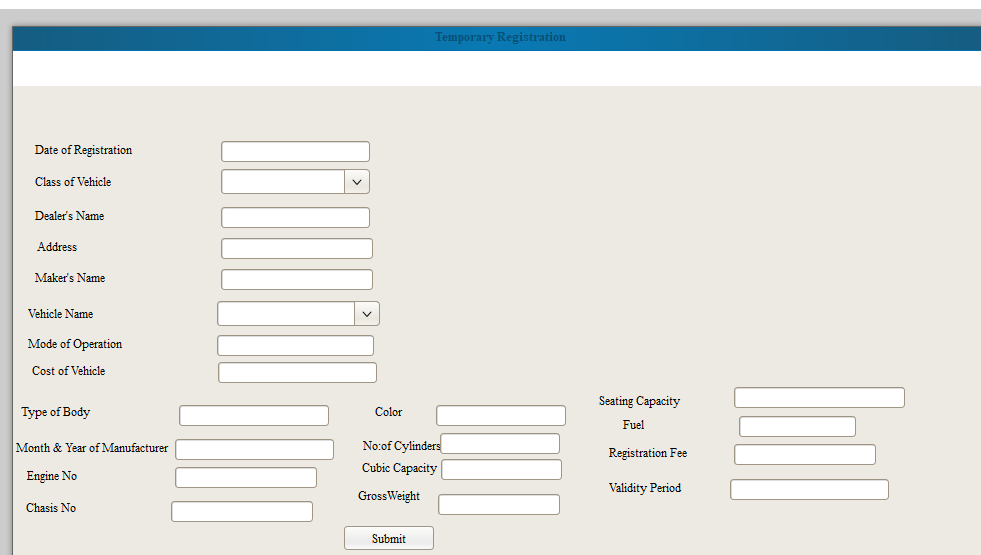 Temporary Registration
Date of Registration
Class of Vehicle
Dealer's Name
Address
Maker's Name
Vehicle Name
Mode of Operation
Cost of Vehicle
Type of Body
Color
Seating Capacity
Fuel
Month & Year of Manufacturer
No:of Cylinders
Registration Fee
Engine No
Cubic Capacity
Validity Period
Chasis No
GrossWeight
Submit